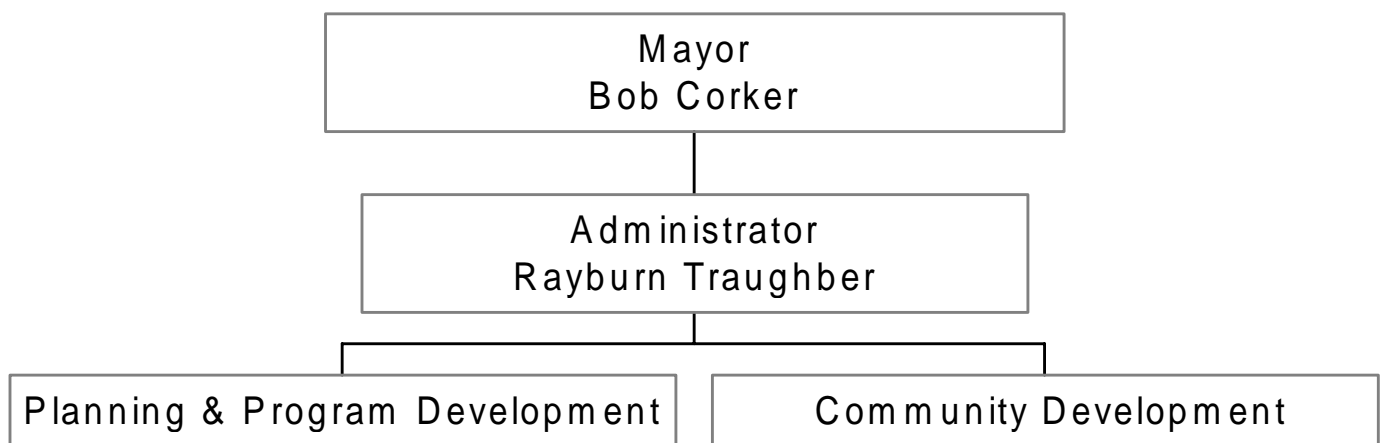 Mayor
Bob Corker
Administrator
Rayburn Traughber
Planning & Program Development
Community Development